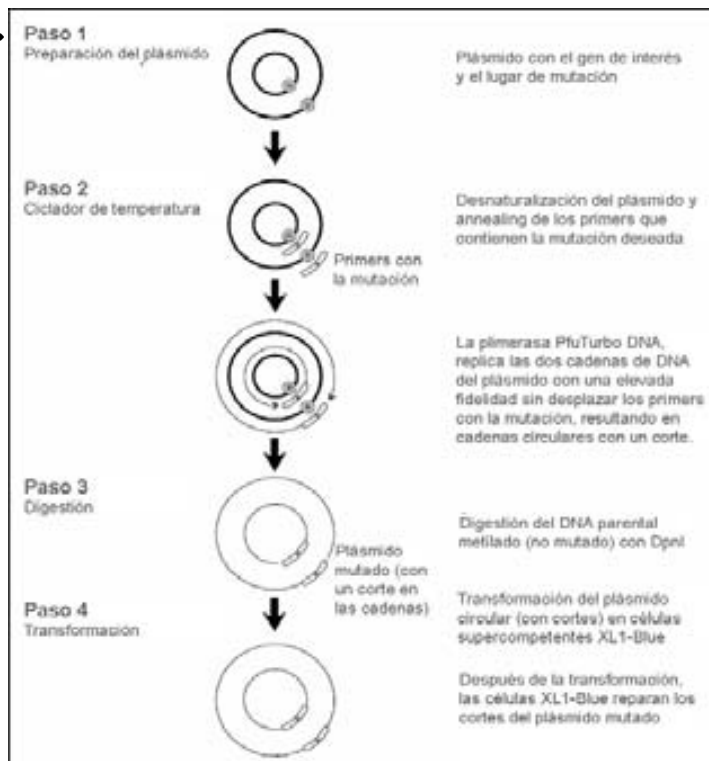 Paso 1
Preparación del plásmido
Plásmido con el gen de interés
y el lugar de mutación
Paso 2
Ciclador de temperatura
Desnaturalización del plásmido y
annealing de los primers que
contienen la mutación deseada
Primers con
la mutación
La plimerasa PfuTurbo DNA,
replica las dos cadenas de DNA
del plásmido con una elevada
fidelidad sin desplazar los primers
con la mutación, resultando en
cadenas circulares con un corte.
Paso 3
Digestión
Digestión del DNA parental
metilado (no mutado) con DpnI
Plásmido
mutado (con
un corte en
las cadenas)
Paso 4
Transformación
Transformación del plásmido
circular (con cortes) en células
supercompetentes XL1-Blue
Después de la transformación,
las células XL1-Blue reparan los
cortes del plásmido mutado